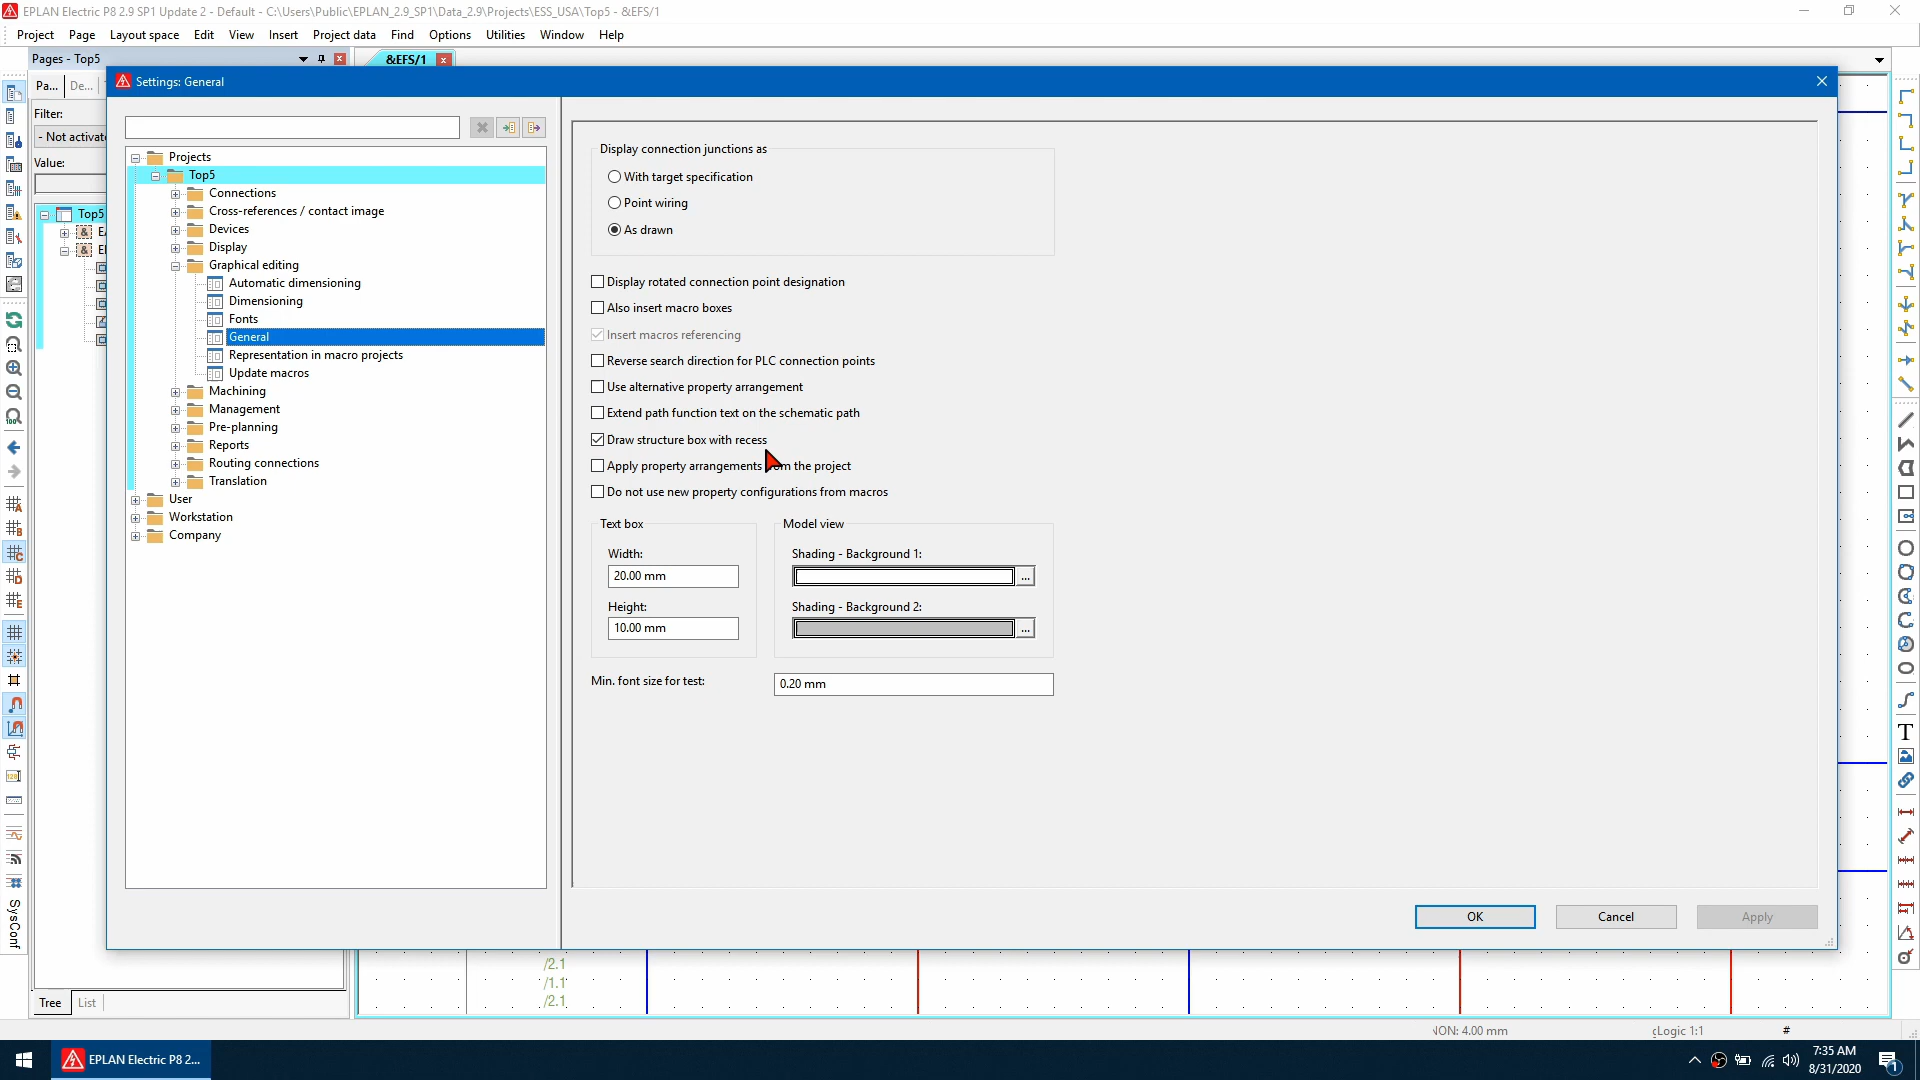 EPLAN Electric P8 2.9 SP1 Update 2 - Default - C:\Users\Public\EPLAN_2.9_SP1\Data_2.9\Projects\ESS_USA\Top5 - &EFS/1
Project Page Layout space Edit View Insert Project data Find Options Utilities Window Help
Pages - Top5
&EFS/1
Settings: General
Pa... De...
Filter:
- Not activat
Value:
Top5
Projects
Top5
Connections
Cross-references / contact image
Devices
Display
Graphical editing
Automatic dimensioning
Dimensioning
Fonts
General
Representation in macro projects
Update macros
Machining
Management
Pre-planning
Reports
Routing connections
Translation
User
Workstation
Company
Display connection junctions as
With target specification
Point wiring
As drawn
Display rotated connection point designation
Also insert macro boxes
Insert macros referencing
Reverse search direction for PLC connection points
Use alternative property arrangement
Extend path function text on the schematic path
Draw structure box with recess
Apply property arrangements the project
Do not use new property configurations from macros
Text box
Width:
20.00 mm
Height:
10.00 mm
Model view
Shading - Background 1:
...
Shading - Background 2:
...
Min. font size for test:
0.20 mm
OK
Cancel
Apply
SysConf
/2.1
/1.1
/2.1
Tree List
4.00 mm
Logic 1:1
#
EPLAN Electric P8 2...
7:35 AM
8/31/2020
1